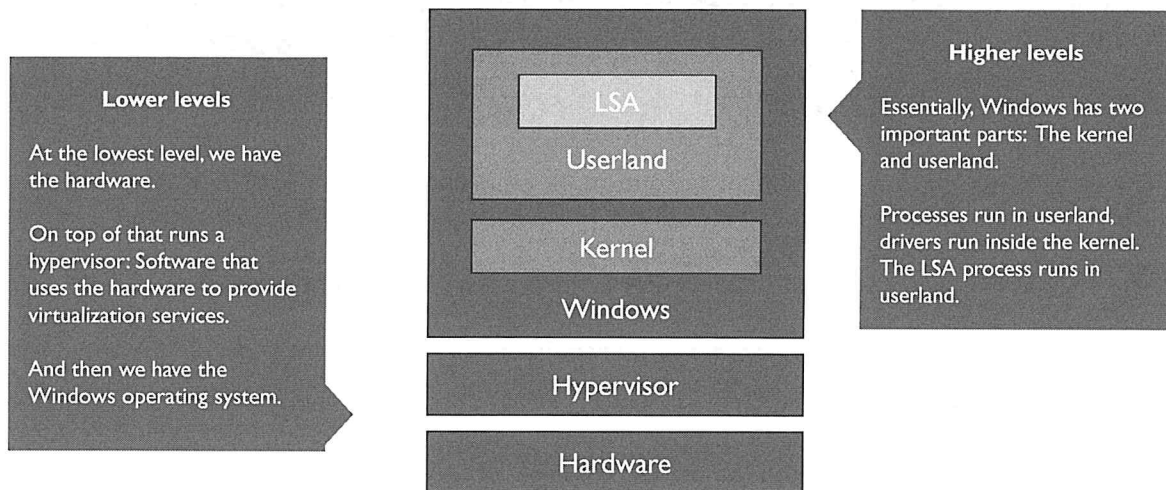 Lower levels
At the lowest level, we have
the hardware.
On top of that runs a
hypervisor: Software that
uses the hardware to provide
virtualization services.
And then we have the
Windows operating system.
LSA
Userland
Kernel
Windows
Hypervisor
Hardware
Higher levels
Essentially, Windows has two
important parts: The kernel
and userland.
Processes run in userland,
drivers run inside the kernel.
The LSA process runs in
userland.